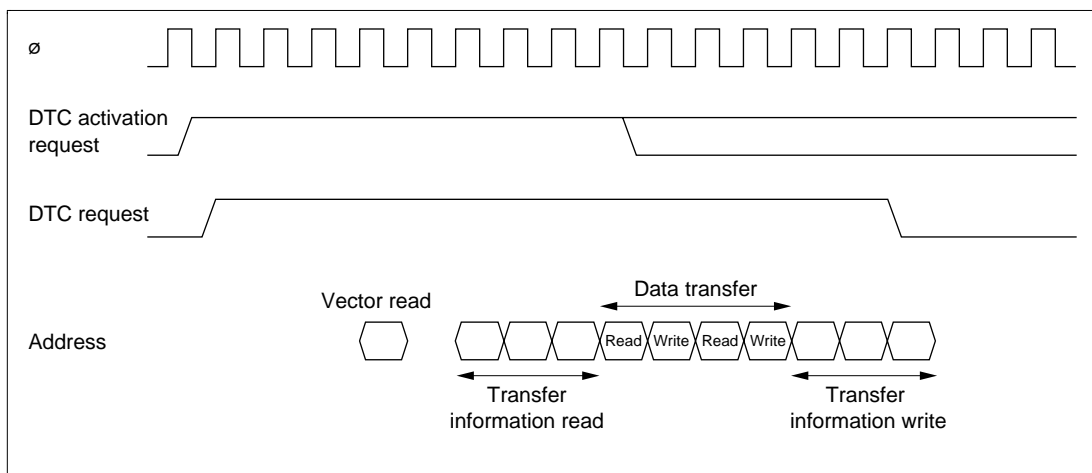 ø
DTC activation
request
DTC request
Data transfer
Vector read
Address
Read Write Read Write
Transfer
information read
Transfer
information write